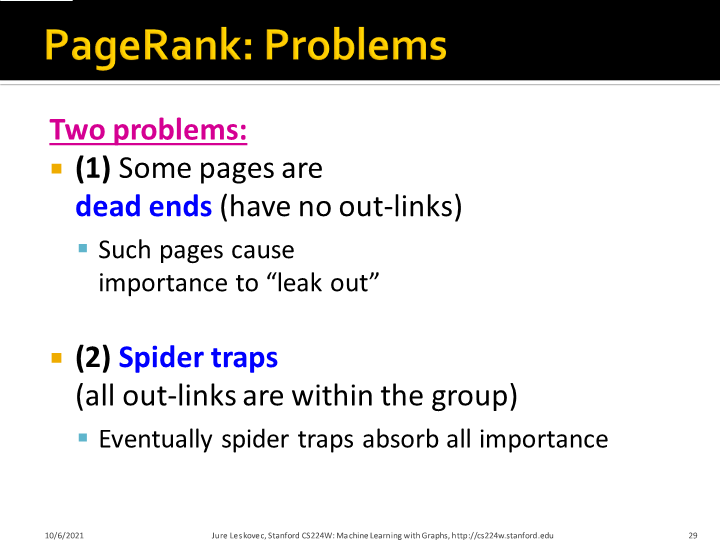 PageRank: Problems
Two problems:
(1) Some pages are
dead ends (have no out-links)
Such pages cause
importance to “leak out”
(2) Spider traps
(all out-links are within the group)
Eventually spider traps absorb all importance
10/6/2021
Jure Leskovec, Stanford CS224W: Machine Learning with Graphs, http://cs224w.stanford.edu
29